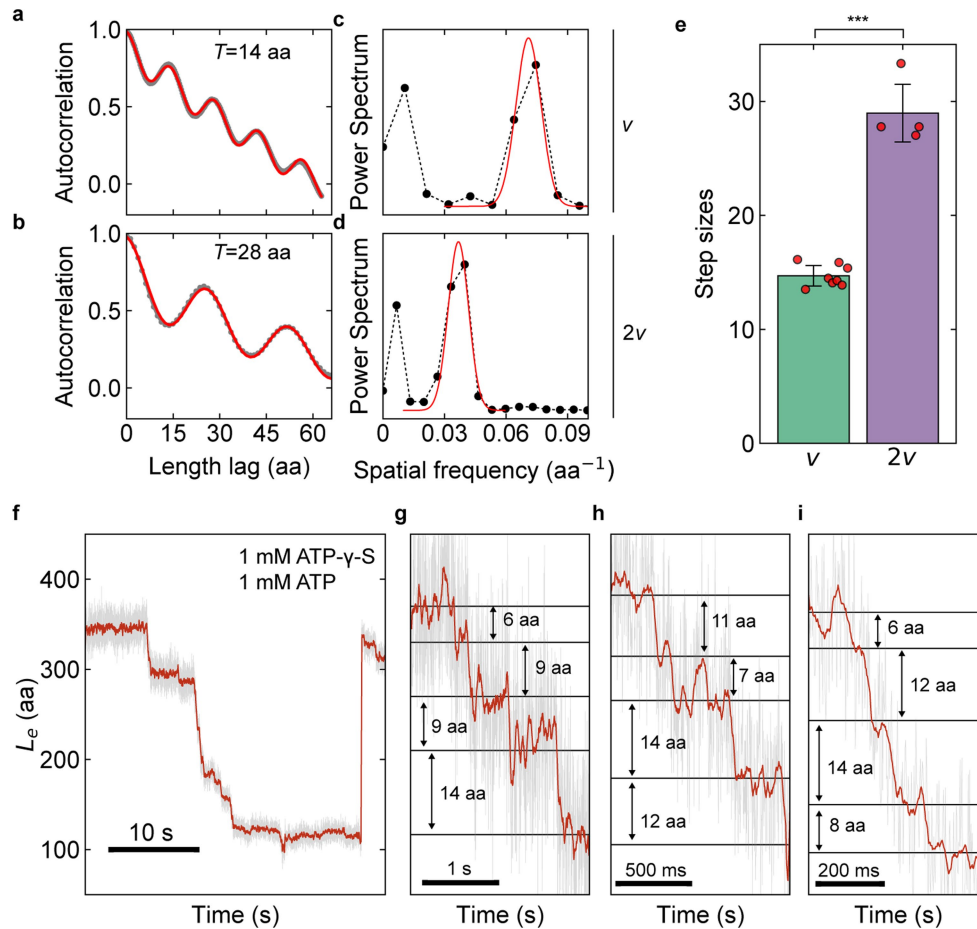 a
1.0
0.5
0.0
Autocorrelation
T=14 aa
b
1.0
0.5
0.0
Autocorrelation
T=28 aa
0 15 30 45 60
Length lag (aa)
c
Power Spectrum
v
d
Power Spectrum
2v
0 0.03 0.06 0.09
Spatial frequency (aa⁻¹)
e
***
30
20
10
0
Step sizes
v 2v
f
1 mM ATP-γ-S
1 mM ATP
400
300
200
100
Lₑ (aa)
10 s
Time (s)
g
6 aa
9 aa
9 aa
14 aa
1 s
Time (s)
h
11 aa
7 aa
14 aa
12 aa
500 ms
Time (s)
i
6 aa
12 aa
14 aa
8 aa
200 ms
Time (s)